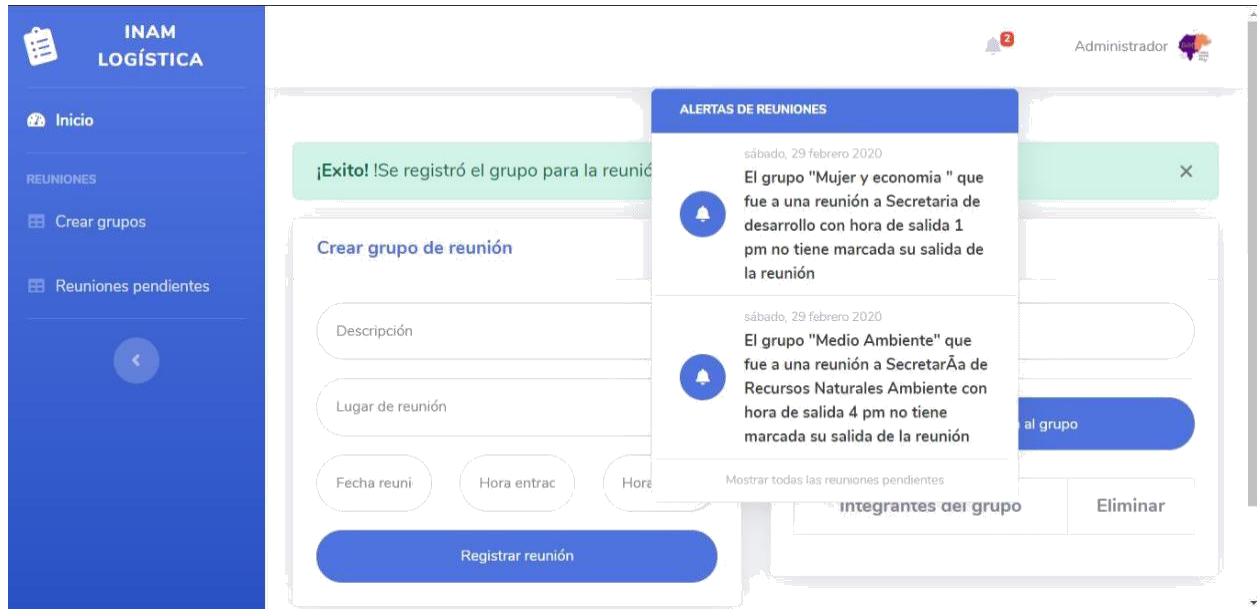 INAM
LOGÍSTICA
2
Administrador
Inicio
REUNIONES
Crear grupos
Reuniones pendientes
ALERTAS DE REUNIONES
sábado, 29 febrero 2020
El grupo "Mujer y economia " que
fue a una reunión a Secretaria de
desarrollo con hora de salida 1
pm no tiene marcada su salida de
la reunión
sábado, 29 febrero 2020
El grupo "Medio Ambiente" que
fue a una reunión a SecretarÃa de
Recursos Naturales Ambiente con
hora de salida 4 pm no tiene
marcada su salida de la reunión
Mostrar todas las reuniones pendientes
¡Exito! !Se registró el grupo para la reunió
×
Crear grupo de reunión
Descripción
Lugar de reunión
Fecha reuni
Hora entrac
Hora
Registrar reunión
al grupo
Integrantes del grupo
Eliminar